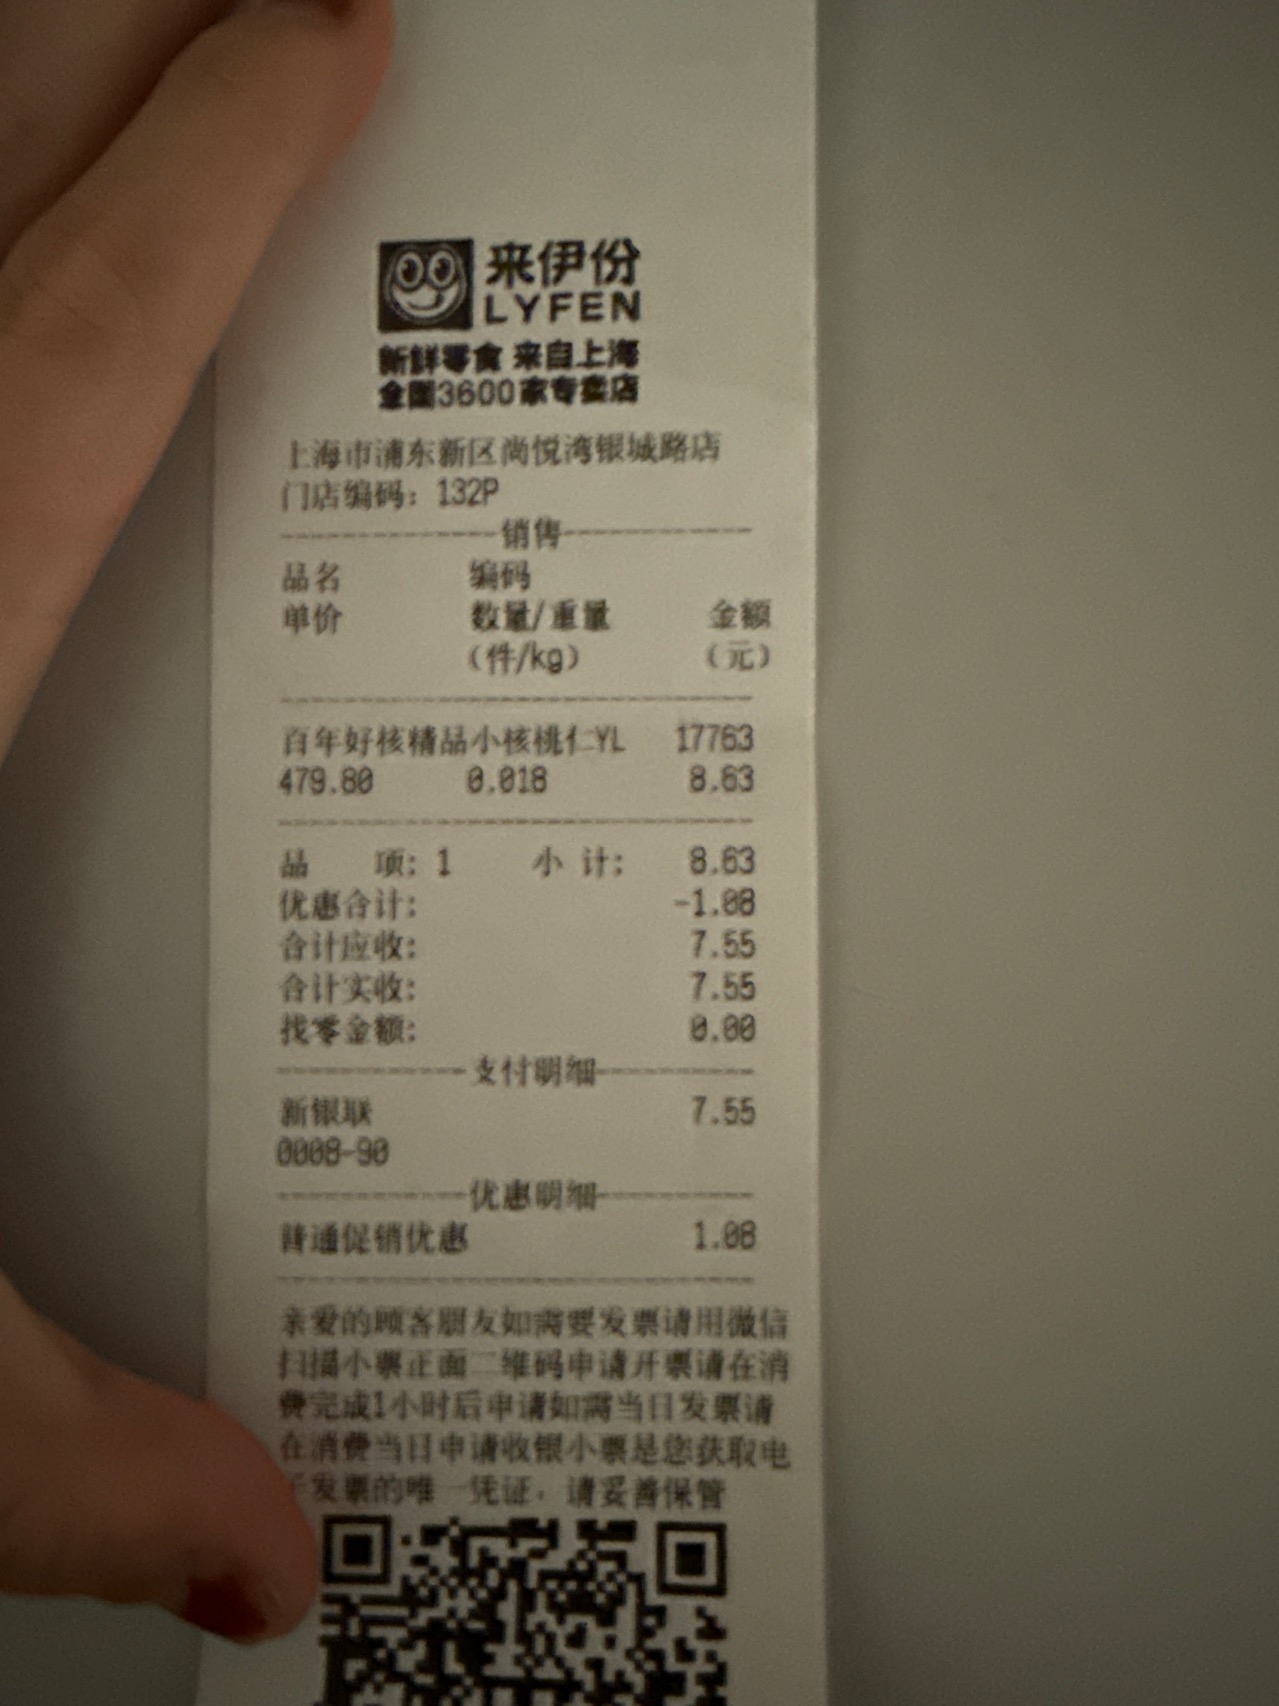 来伊份
LYFEN
新鲜零食 来自上海
全国3600家专卖店
上海市浦东新区尚悦湾银城路店
门店编码: 132P
销售
品名 编码
单价 数量/重量 金额
(件/kg) (元)
百年好核精品小核桃仁YL 17763
479.80 0.018 8.63
品 项: 1 小 计: 8.63
优惠合计: -1.08
合计应收: 7.55
合计实收: 7.55
找零金额: 0.00
支付明细
新银联 7.55
0008-90
优惠明细
普通促销优惠 1.08
亲爱的顾客朋友如需要发票请用微信
扫描小票正面二维码申请开票请在消
费完成1小时后申请如需当日发票请
在消费当日申请收银小票是您获取电
子发票的唯一凭证，请妥善保管